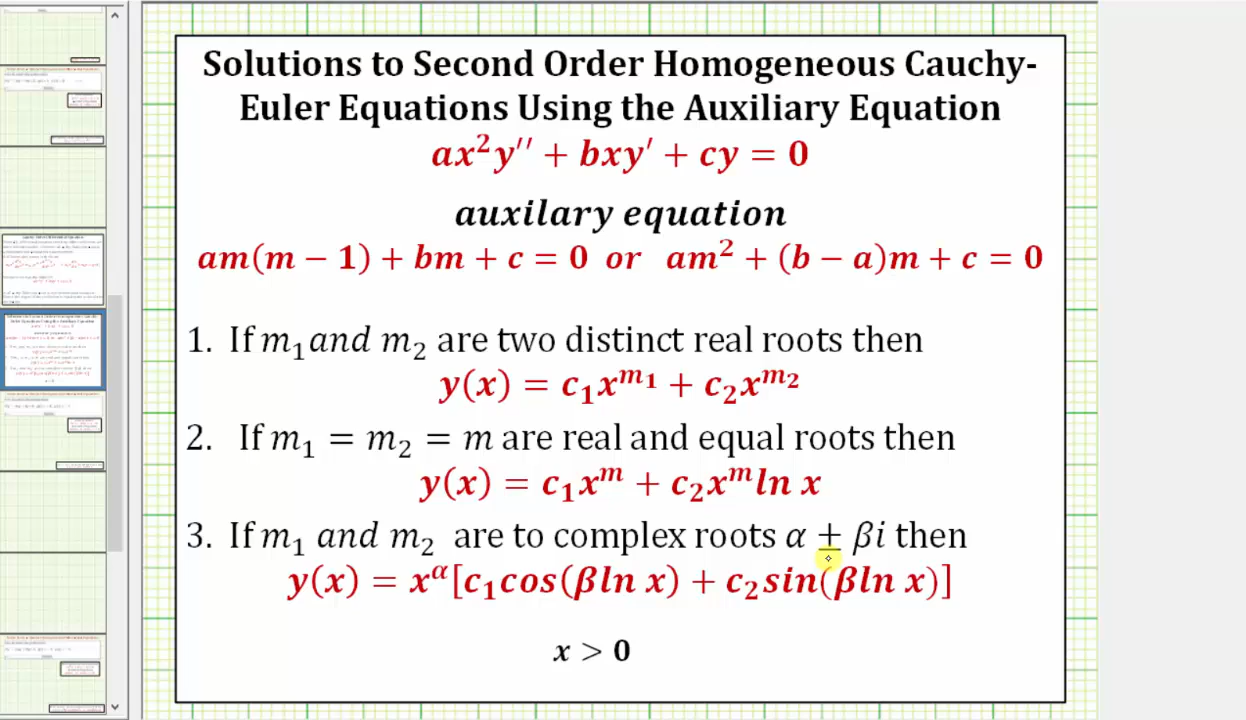 Solutions to Second Order Homogeneous Cauchy-
Euler Equations Using the Auxiliary Equation
ax²y′′ + bxy′ + cy = 0
auxilary equation
am(m − 1) + bm + c = 0 or am² + (b − a)m + c = 0
1. If m₁ and m₂ are two distinct real roots then
y(x) = c₁x^m₁ + c₂x^m₂
2. If m₁ = m₂ = m are real and equal roots then
y(x) = c₁x^m + c₂x^m ln x
3. If m₁ and m₂ are to complex roots α ± βi then
y(x) = x^α[c₁cos(βln x) + c₂sin(βln x)]
x > 0